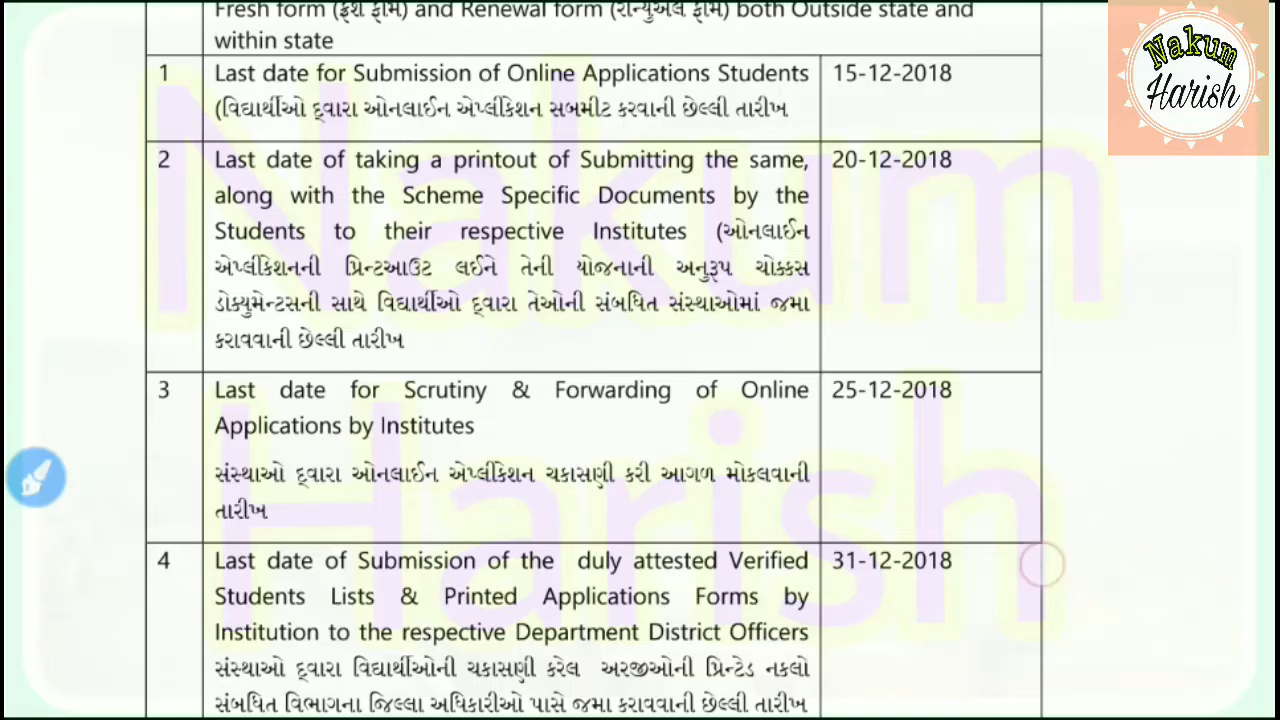 Fresh form (ફ્રેશ ફોર્મ) and Renewal form (રીન્યુઅલ ફોર્મ) both Outside state and
within state
1 Last date for Submission of Online Applications Students 15-12-2018
(વિદ્યાર્થીઓ દ્વારા ઓનલાઈન એપ્લીકેશન સબમીટ કરવાની છેલ્લી તારીખ
2 Last date of taking a printout of Submitting the same, 20-12-2018
along with the Scheme Specific Documents by the
Students to their respective Institutes (ઓનલાઈન
એપ્લીકેશનની પ્રિન્ટઆઉટ લઈને તેની યોજનાની અનુરૂપ ચોક્કસ
ડોક્યુમેન્ટસની સાથે વિદ્યાર્થીઓ દ્વારા તેઓની સંબધિત સંસ્થાઓમાં જમા
કરાવવાની છેલ્લી તારીખ
3 Last date for Scrutiny & Forwarding of Online 25-12-2018
Applications by Institutes
સંસ્થાઓ દ્વારા ઓનલાઈન એપ્લીકેશન ચકાસણી કરી આગળ મોકલવાની
તારીખ
4 Last date of Submission of the duly attested Verified 31-12-2018
Students Lists & Printed Applications Forms by
Institution to the respective Department District Officers
સંસ્થાઓ દ્વારા વિદ્યાર્થીઓની ચકાસણી કરેલ અરજીઓની પ્રિન્ટેડ નકલો
સંબધિત વિભાગના જિલ્લા અધિકારીઓ પાસે જમા કરાવવાની છેલ્લી તારીખ
Nakum
Harish
Nakum
Harish